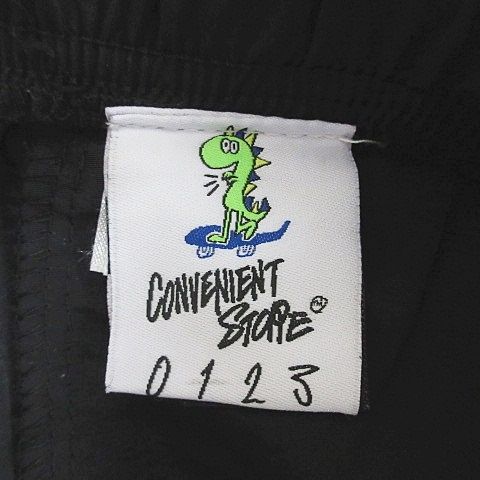 CONVENIENT
STORE
0 1 2 3